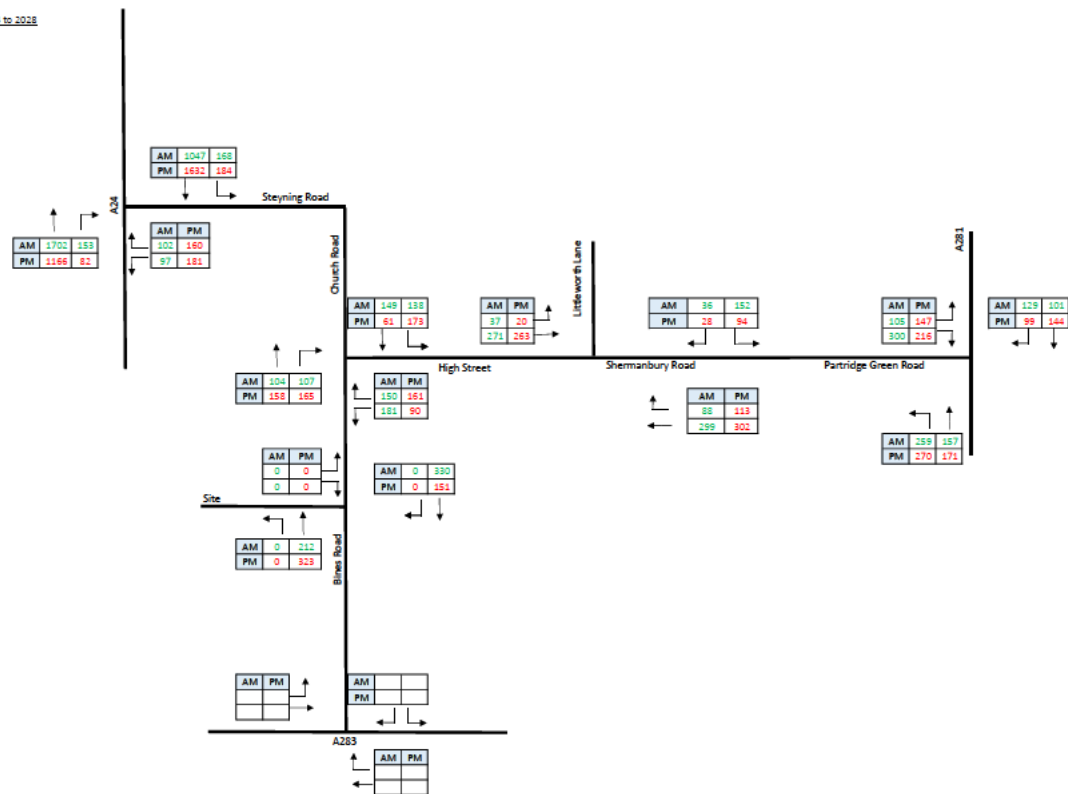 to 2028
AM 1047 168
PM 1632 184
Steyning Road
A24
AM 1702 153
PM 1166 82
AM PM
102 160
97 181
Church Road
AM 149 138
PM 61 173
AM PM
37 20
271 263
Littleworth Lane
AM 36 152
PM 28 94
AM PM
105 147
300 216
A281
AM 129 101
PM 99 144
High Street
Shermanbury Road
Partridge Green Road
AM 104 107
PM 158 165
AM PM
150 161
181 90
AM PM
88 113
299 302
AM 259 157
PM 270 171
AM PM
0 0
0 0
AM 0 330
PM 0 151
Site
AM 0 212
PM 0 323
Bines Road
AM PM
AM
PM
A283
AM PM